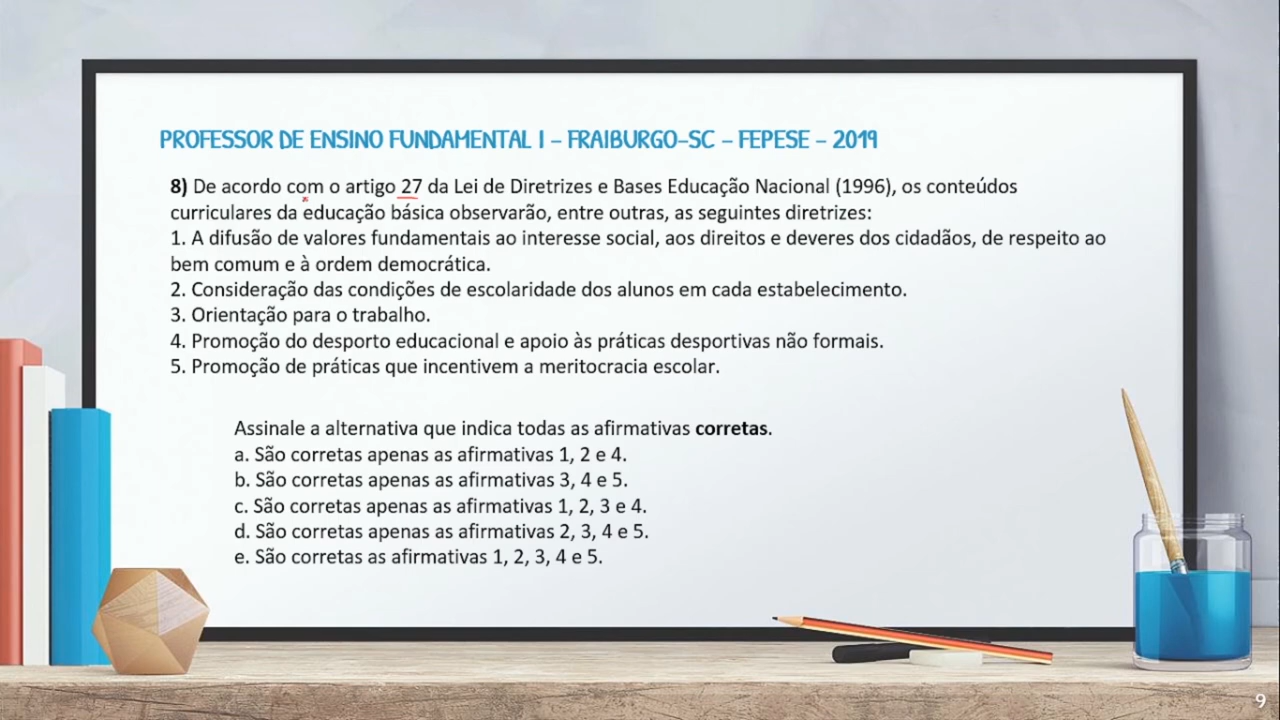 PROFESSOR DE ENSINO FUNDAMENTAL I – FRAIBURGO-SC – FEPESE – 2019
8) De acordo com o artigo 27 da Lei de Diretrizes e Bases Educação Nacional (1996), os conteúdos
curriculares da educação básica observarão, entre outras, as seguintes diretrizes:
1. A difusão de valores fundamentais ao interesse social, aos direitos e deveres dos cidadãos, de respeito ao
bem comum e à ordem democrática.
2. Consideração das condições de escolaridade dos alunos em cada estabelecimento.
3. Orientação para o trabalho.
4. Promoção do desporto educacional e apoio às práticas desportivas não formais.
5. Promoção de práticas que incentivem a meritocracia escolar.
Assinale a alternativa que indica todas as afirmativas corretas.
a. São corretas apenas as afirmativas 1, 2 e 4.
b. São corretas apenas as afirmativas 3, 4 e 5.
c. São corretas apenas as afirmativas 1, 2, 3 e 4.
d. São corretas apenas as afirmativas 2, 3, 4 e 5.
e. São corretas as afirmativas 1, 2, 3, 4 e 5.
9